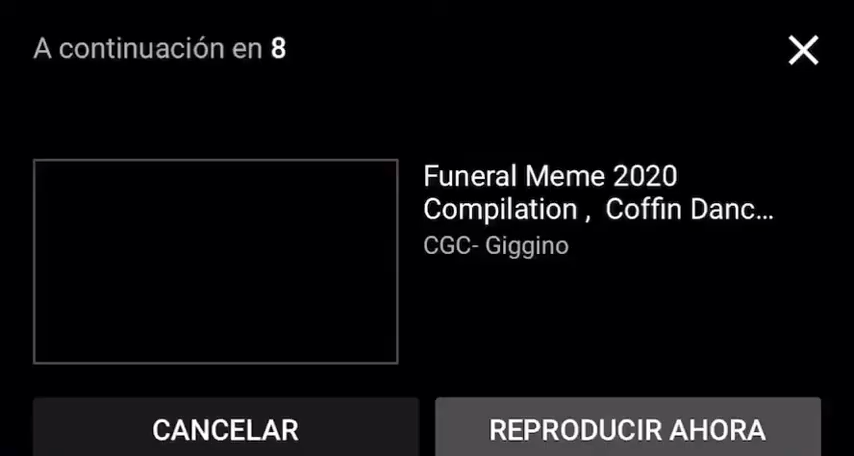 A continuación en 8
Funeral Meme 2020
Compilation ,  Coffin Danc...
CGC- Giggino
CANCELAR
REPRODUCIR AHORA